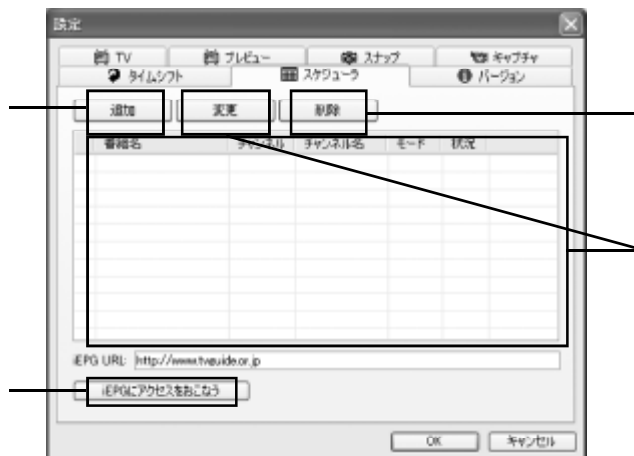 設定
TV プレビュー スナップ キャプチャ
タイムシフト スケジューラ バージョン
追加 変更 削除
番組名 チャンネル チャンネル名 モード 状況
iEPG URL: http://www.tvguide.or.jp
iEPGにアクセスをおこなう
OK キャンセル